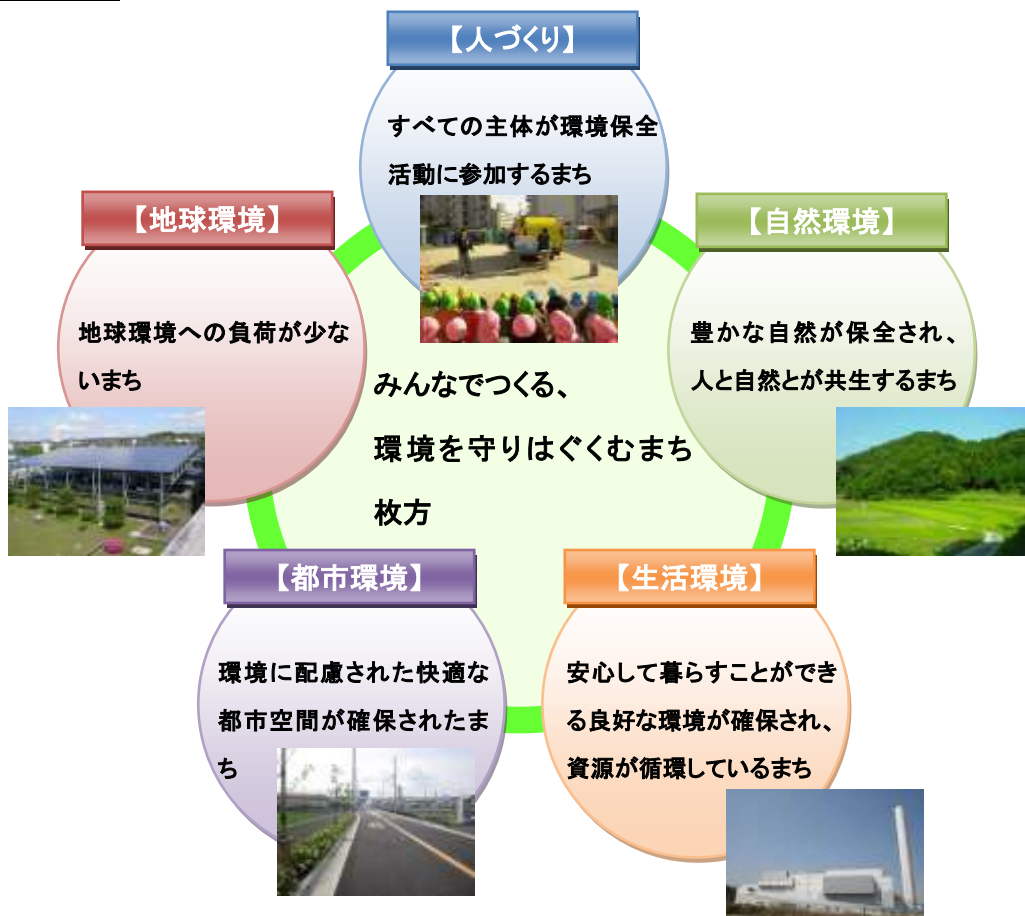 【人づくり】
すべての主体が環境保全
活動に参加するまち
【地球環境】
地球環境への負荷が少な
いまち
【自然環境】
豊かな自然が保全され、
人と自然とが共生するまち
みんなでつくる、
環境を守りはぐくむまち
枚方
【都市環境】
環境に配慮された快適な
都市空間が確保されたま
ち
【生活環境】
安心して暮らすことができ
る良好な環境が確保され、
資源が循環しているまち